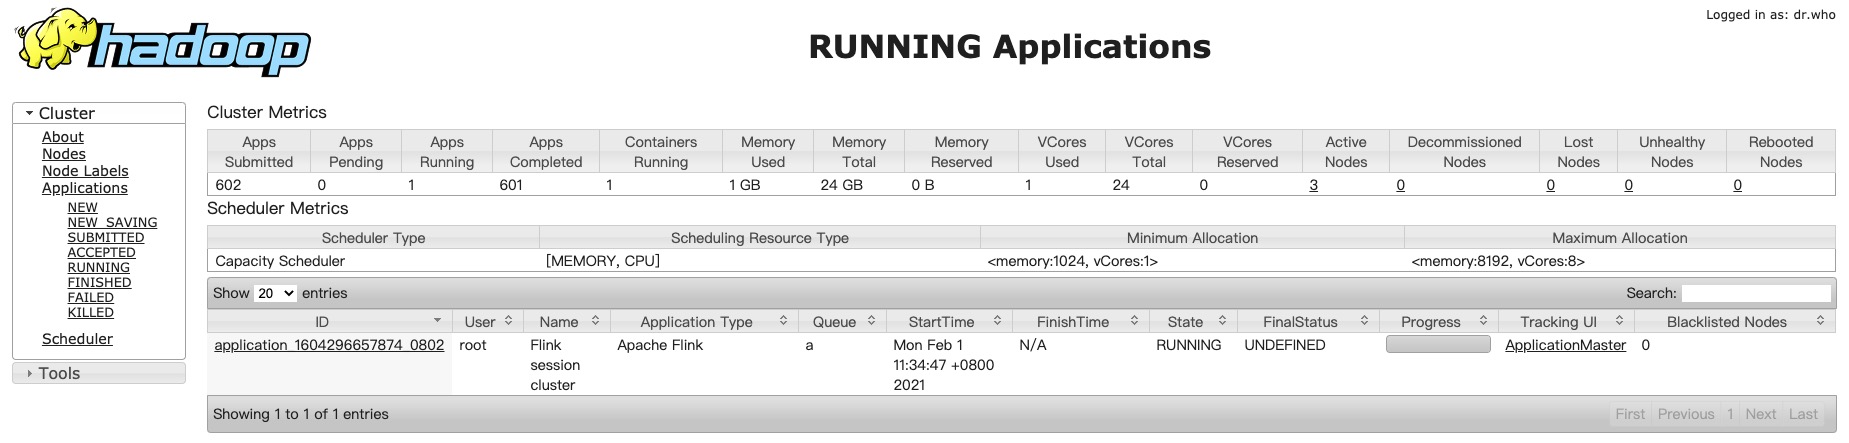 Logged in as: dr.who
hadoop
RUNNING Applications
Cluster
About
Nodes
Node Labels
Applications
NEW
NEW_SAVING
SUBMITTED
ACCEPTED
RUNNING
FINISHED
FAILED
KILLED
Scheduler
Tools
Cluster Metrics
Apps Submitted Apps Pending Apps Running Apps Completed Containers Running Memory Used Memory Total Memory Reserved VCores Used VCores Total VCores Reserved Active Nodes Decommissioned Nodes Lost Nodes Unhealthy Nodes Rebooted Nodes
602 0 1 601 1 1 GB 24 GB 0 B 1 24 0 3 0 0 0 0
Scheduler Metrics
Scheduler Type Scheduling Resource Type Minimum Allocation Maximum Allocation
Capacity Scheduler [MEMORY, CPU] <memory:1024, vCores:1> <memory:8192, vCores:8>
Show 20 entries Search:
ID User Name Application Type Queue StartTime FinishTime State FinalStatus Progress Tracking UI Blacklisted Nodes
application_1604296657874_0802 root Flink Apache Flink a Mon Feb 1 N/A RUNNING UNDEFINED ApplicationMaster 0
session 11:34:47 +0800
cluster 2021
Showing 1 to 1 of 1 entries First Previous 1 Next Last